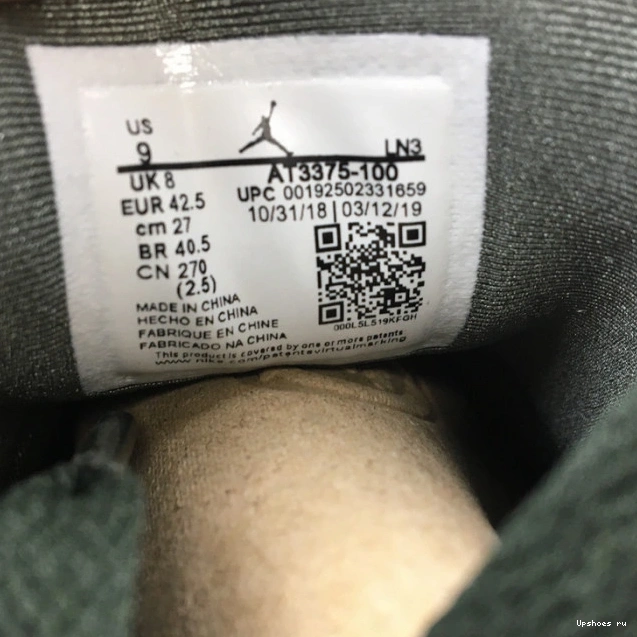 US
9
LN3
UK 8
AT3375-100
EUR 42.5
UPC 00192502331659
cm 27
10/31/18 | 03/12/19
BR 40.5
CN 270
(2.5)
000L5L519KFGH
MADE IN CHINA
HECHO EN CHINA
FABRIQUE EN CHINE
FABRICADO NA CHINA
This product is covered by one or more patents
www.nike.com/patentsvirtualmarking
Upshoes ru